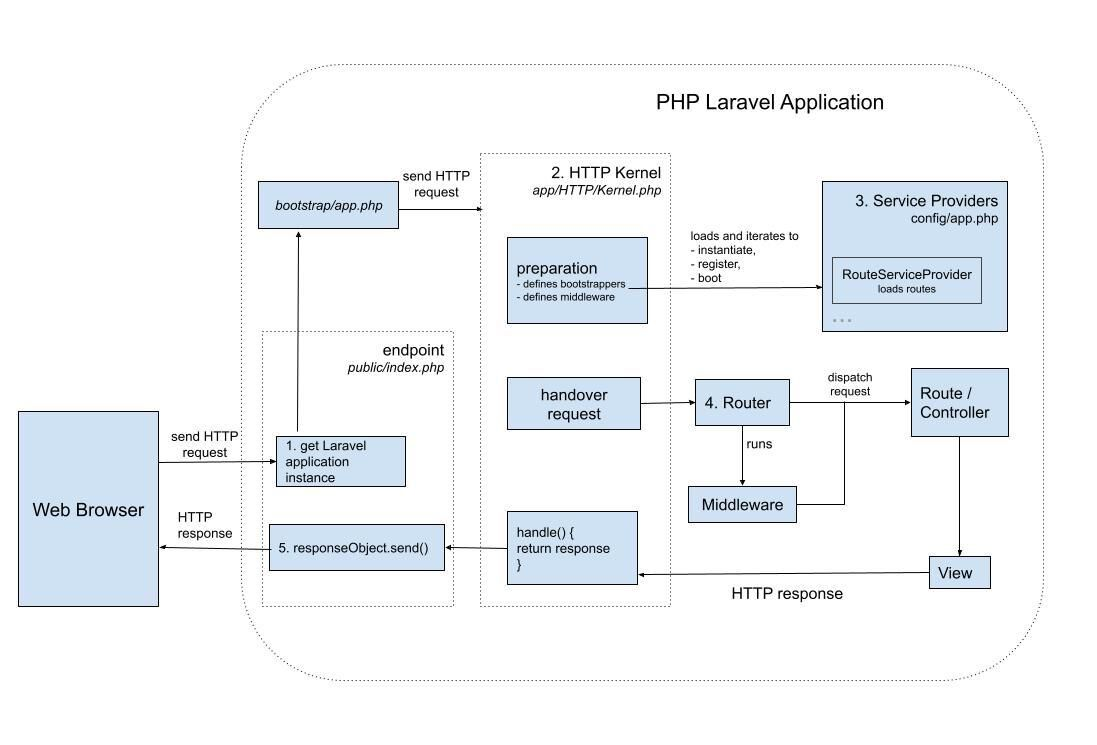 PHP Laravel Application
bootstrap/app.php
send HTTP
request
2. HTTP Kernel
app/HTTP/Kernel.php
preparation
- defines bootstrappers
- defines middleware
loads and iterates to
- instantiate,
- register,
- boot
3. Service Providers
config/app.php
RouteServiceProvider
loads routes
...
endpoint
public/index.php
handover
request
4. Router
dispatch
request
Route /
Controller
Web Browser
send HTTP
request
1. get Laravel
application
instance
runs
Middleware
HTTP
response
5. responseObject.send()
handle() {
return response
}
View
HTTP response